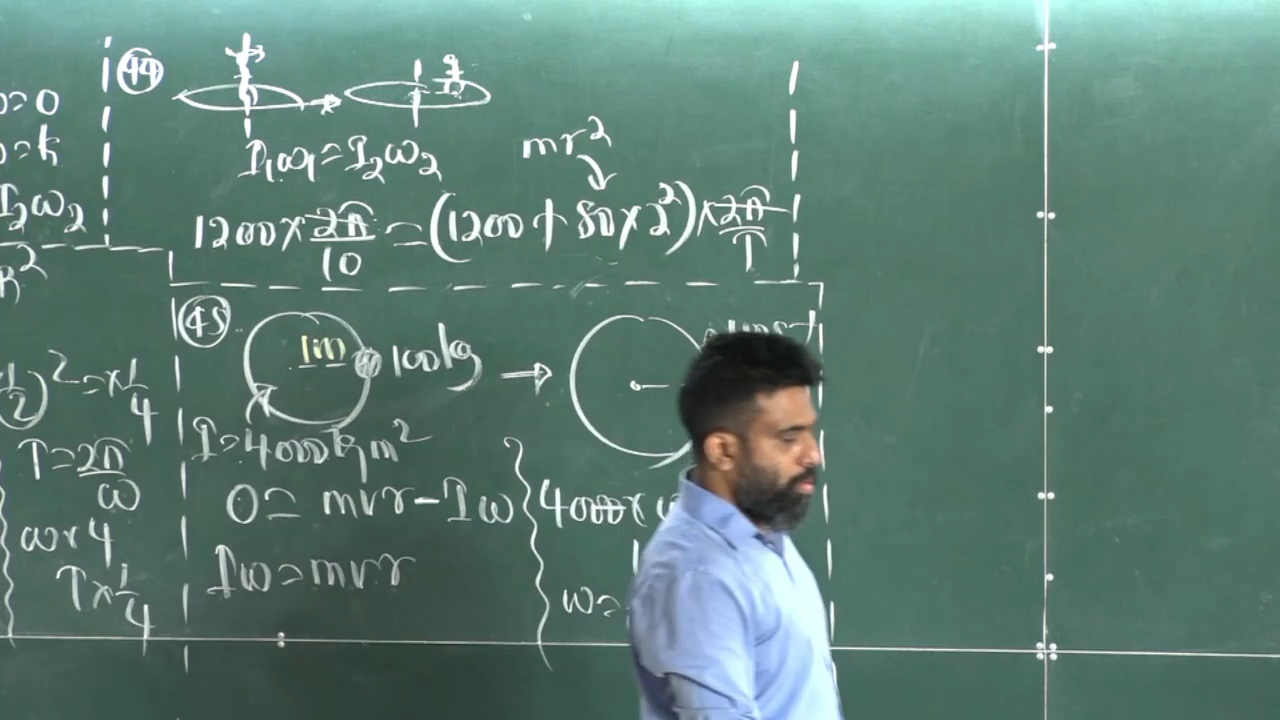 ω=0
ω=k
I₂ω₂
R²
(1/2)²=×1/4
T=2π/ω
ω×4
T×1/4
44
I₁ω₁=I₂ω₂
mr²
1200×2π/10=(1200+80×2²)×2π/T
45
1m
100kg
I=4000kgm²
0=mvr-Iω
Iω=mvr
4000×
ω=